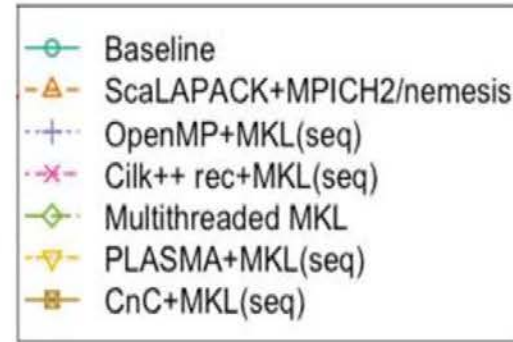 Baseline
ScaLAPACK+MPICH2/nemesis
OpenMP+MKL(seq)
Cilk++ rec+MKL(seq)
Multithreaded MKL
PLASMA+MKL(seq)
CnC+MKL(seq)